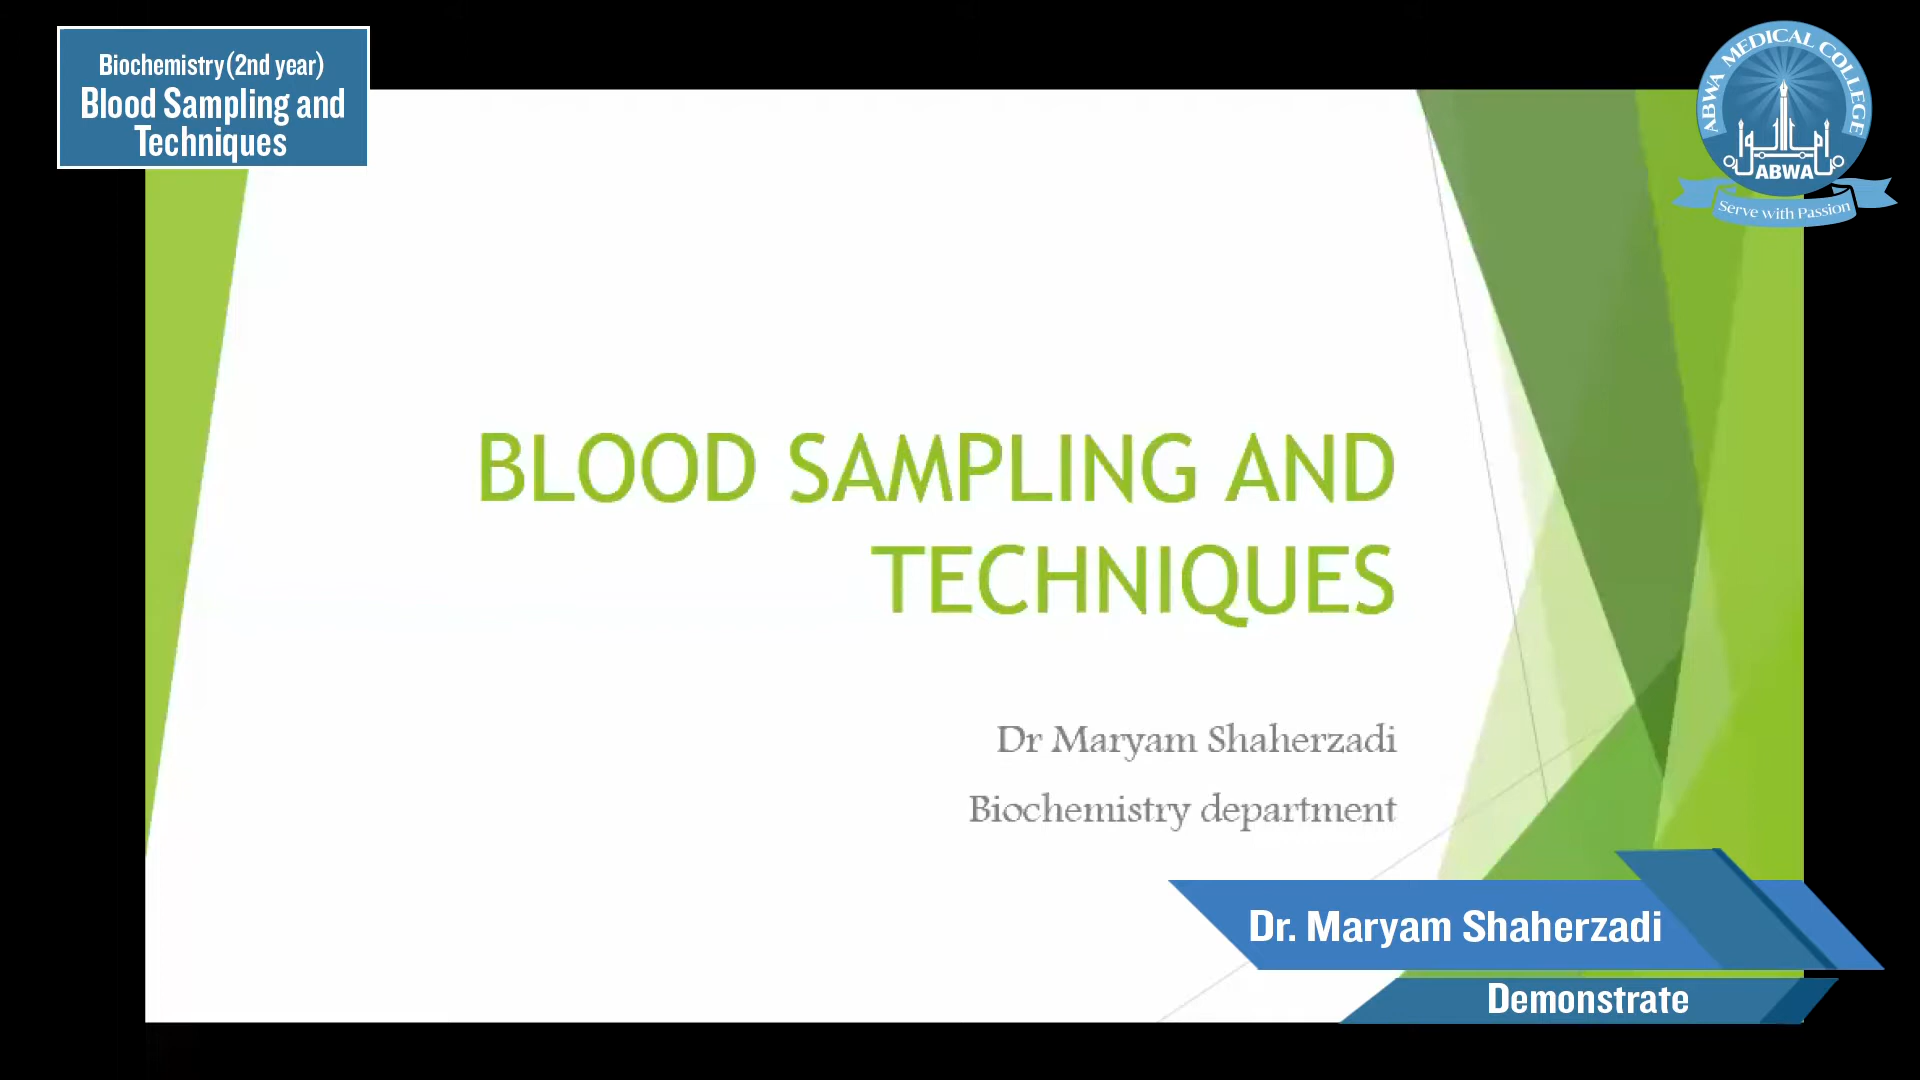 Biochemistry(2nd year)
Blood Sampling and
Techniques
ABWA MEDICAL COLLEGE
ABWA
Serve with Passion
BLOOD SAMPLING AND
TECHNIQUES
Dr Maryam Shaherzadi
Biochemistry department
Dr. Maryam Shaherzadi
Demonstrate